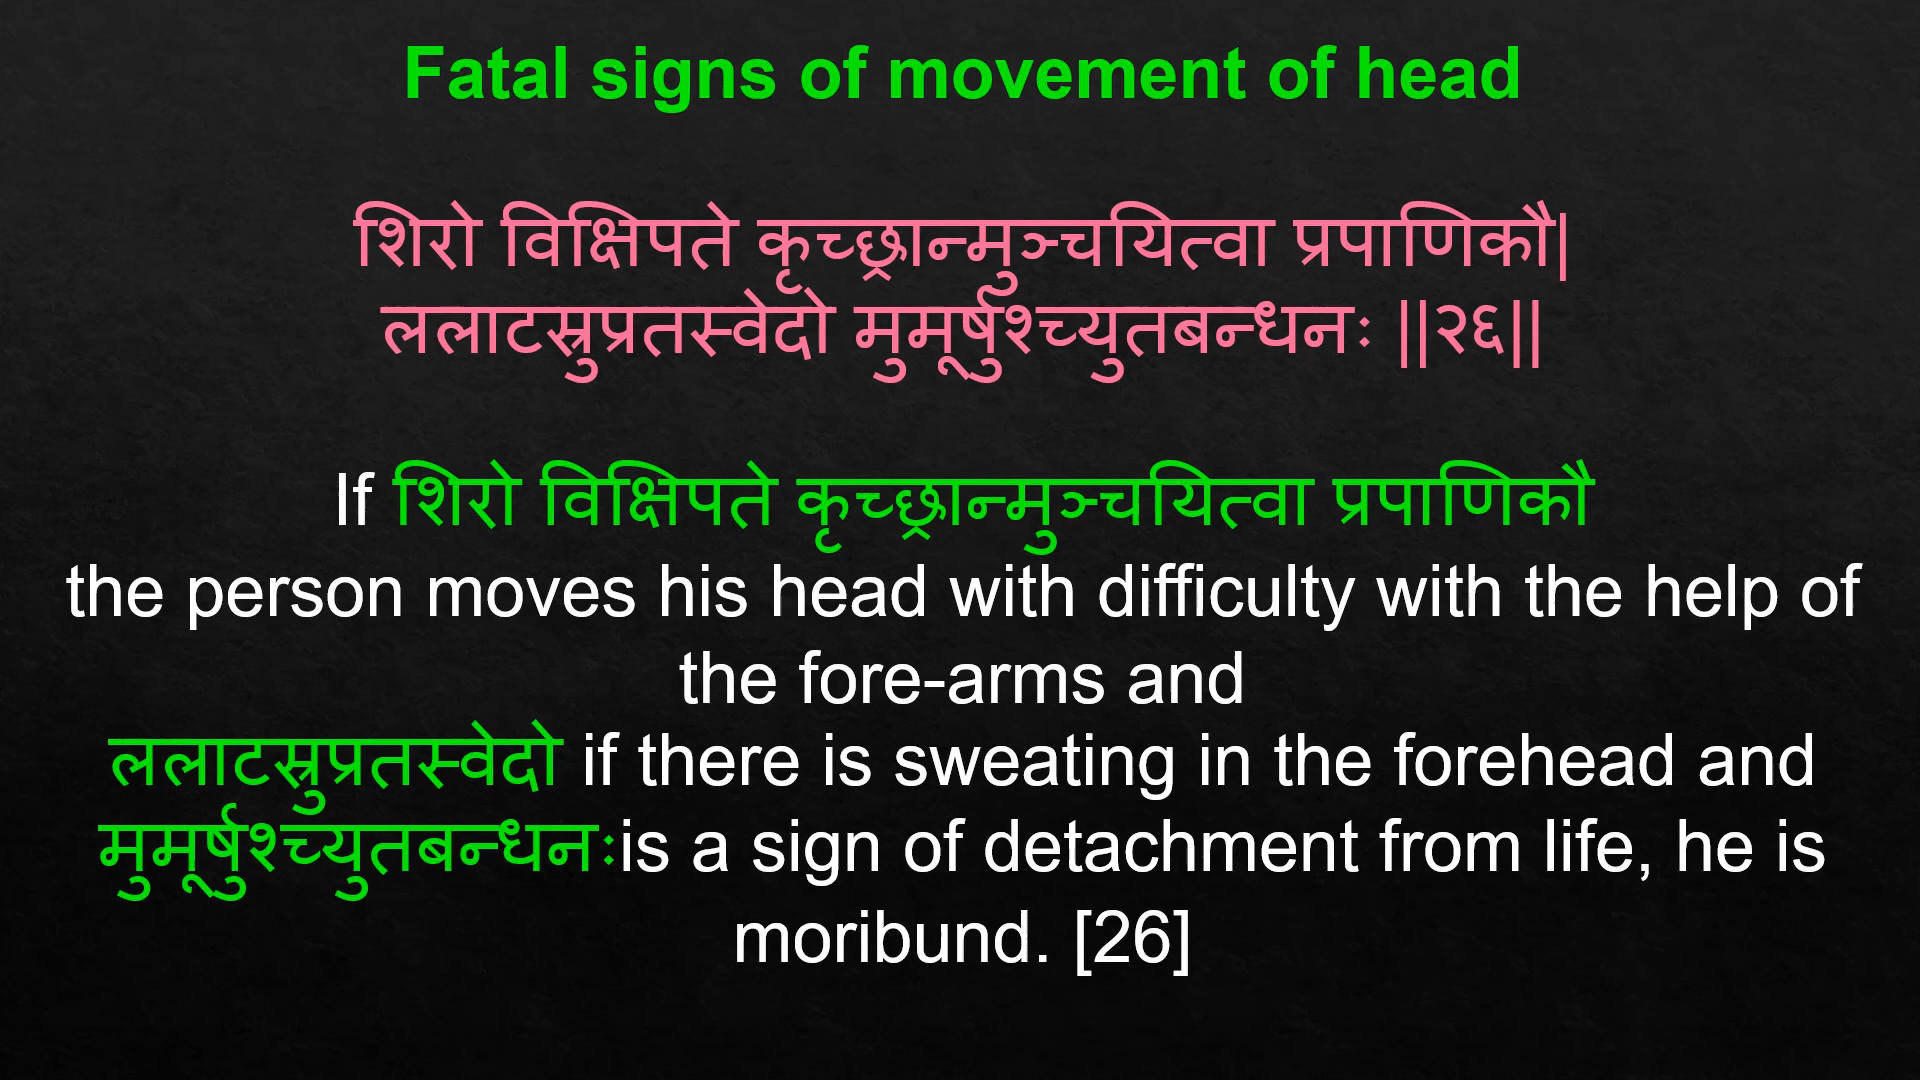 Fatal signs of movement of head
शिरो विक्षिपते कृच्छ्रान्मुञ्चयित्वा प्रपाणिकौ|
ललाटस्रुप्रतस्वेदो मुमूर्षुश्च्युतबन्धनः ||२६||
If शिरो विक्षिपते कृच्छ्रान्मुञ्चयित्वा प्रपाणिकौ
the person moves his head with difficulty with the help of
the fore-arms and
ललाटस्रुप्रतस्वेदो if there is sweating in the forehead and
मुमूर्षुश्च्युतबन्धनःis a sign of detachment from life, he is
moribund. [26]